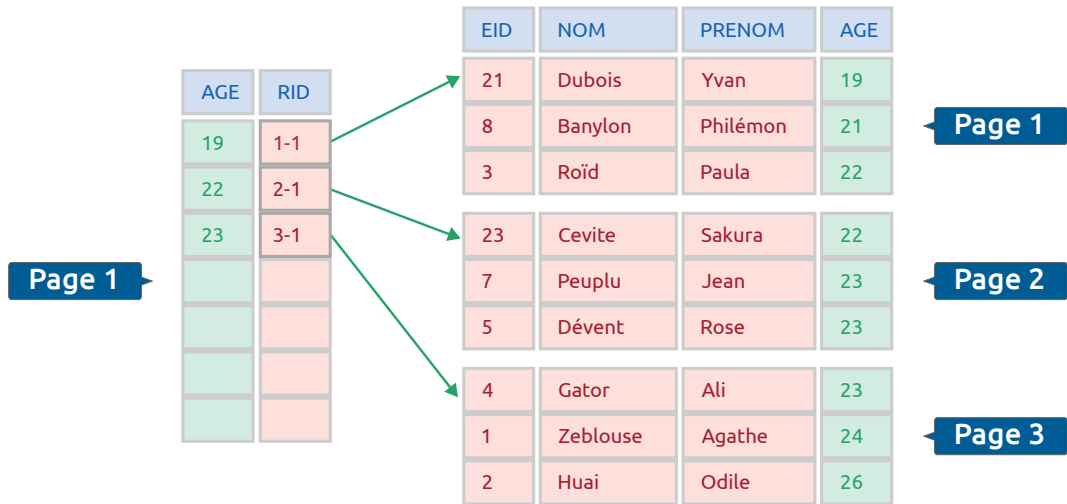 AGE RID
19 1-1
22 2-1
23 3-1
Page 1
EID NOM PRENOM AGE
21 Dubois Yvan 19
8 Banylon Philémon 21
3 Roïd Paula 22
Page 1
23 Cevite Sakura 22
7 Peuplu Jean 23
5 Dévent Rose 23
Page 2
4 Gator Ali 23
1 Zeblouse Agathe 24
2 Huai Odile 26
Page 3